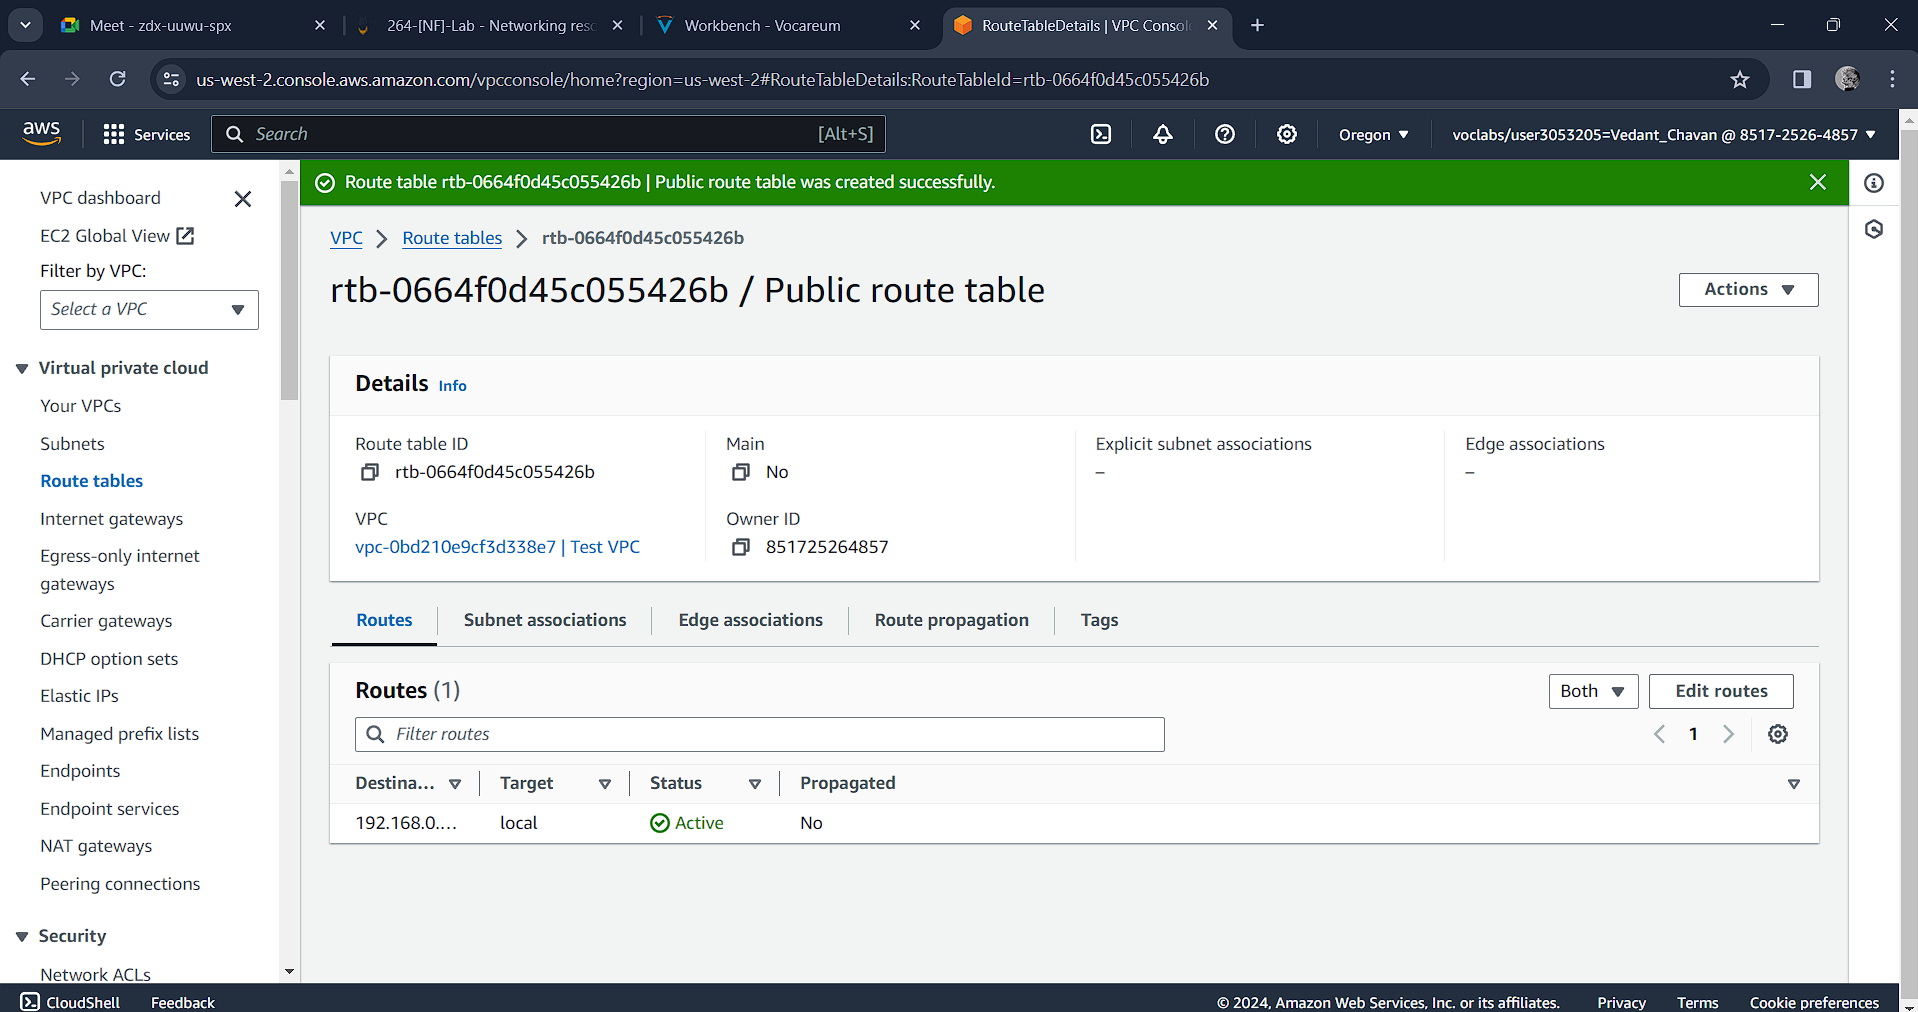 Meet - zdx-uuwu-spx
264-[NF]-Lab - Networking reso
Workbench - Vocareum
RouteTableDetails | VPC Console
us-west-2.console.aws.amazon.com/vpcconsole/home?region=us-west-2#RouteTableDetails:RouteTableId=rtb-0664f0d45c055426b
aws
Services
Search
[Alt+S]
Oregon
voclabs/user3053205=Vedant_Chavan @ 8517-2526-4857
VPC dashboard
EC2 Global View
Filter by VPC:
Select a VPC
Virtual private cloud
Your VPCs
Subnets
Route tables
Internet gateways
Egress-only internet
gateways
Carrier gateways
DHCP option sets
Elastic IPs
Managed prefix lists
Endpoints
Endpoint services
NAT gateways
Peering connections
Security
Network ACLs
Route table rtb-0664f0d45c055426b | Public route table was created successfully.
VPC
Route tables
rtb-0664f0d45c055426b
rtb-0664f0d45c055426b / Public route table
Actions
Details Info
Route table ID
rtb-0664f0d45c055426b
Main
No
Explicit subnet associations
–
Edge associations
–
VPC
vpc-0bd210e9cf3d338e7 | Test VPC
Owner ID
851725264857
Routes
Subnet associations
Edge associations
Route propagation
Tags
Routes (1)
Both
Edit routes
Filter routes
1
Destina...
Target
Status
Propagated
192.168.0....
local
Active
No
CloudShell
Feedback
© 2024, Amazon Web Services, Inc. or its affiliates.
Privacy
Terms
Cookie preferences